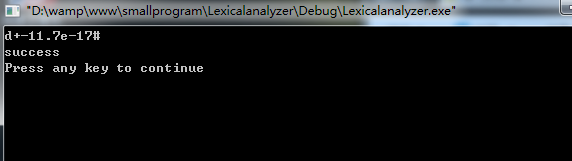 "D:\wamp\www\smallprogram\Lexicalanalyzer\Debug\Lexicalanalyzer.exe"
d+-11.7e-17#
success
Press any key to continue